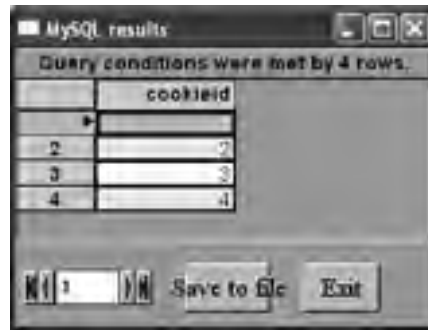 MySQL results
Query conditions were met by 4 rows.
cookieid
2 2
3 3
4 4
1 Save to file Exit